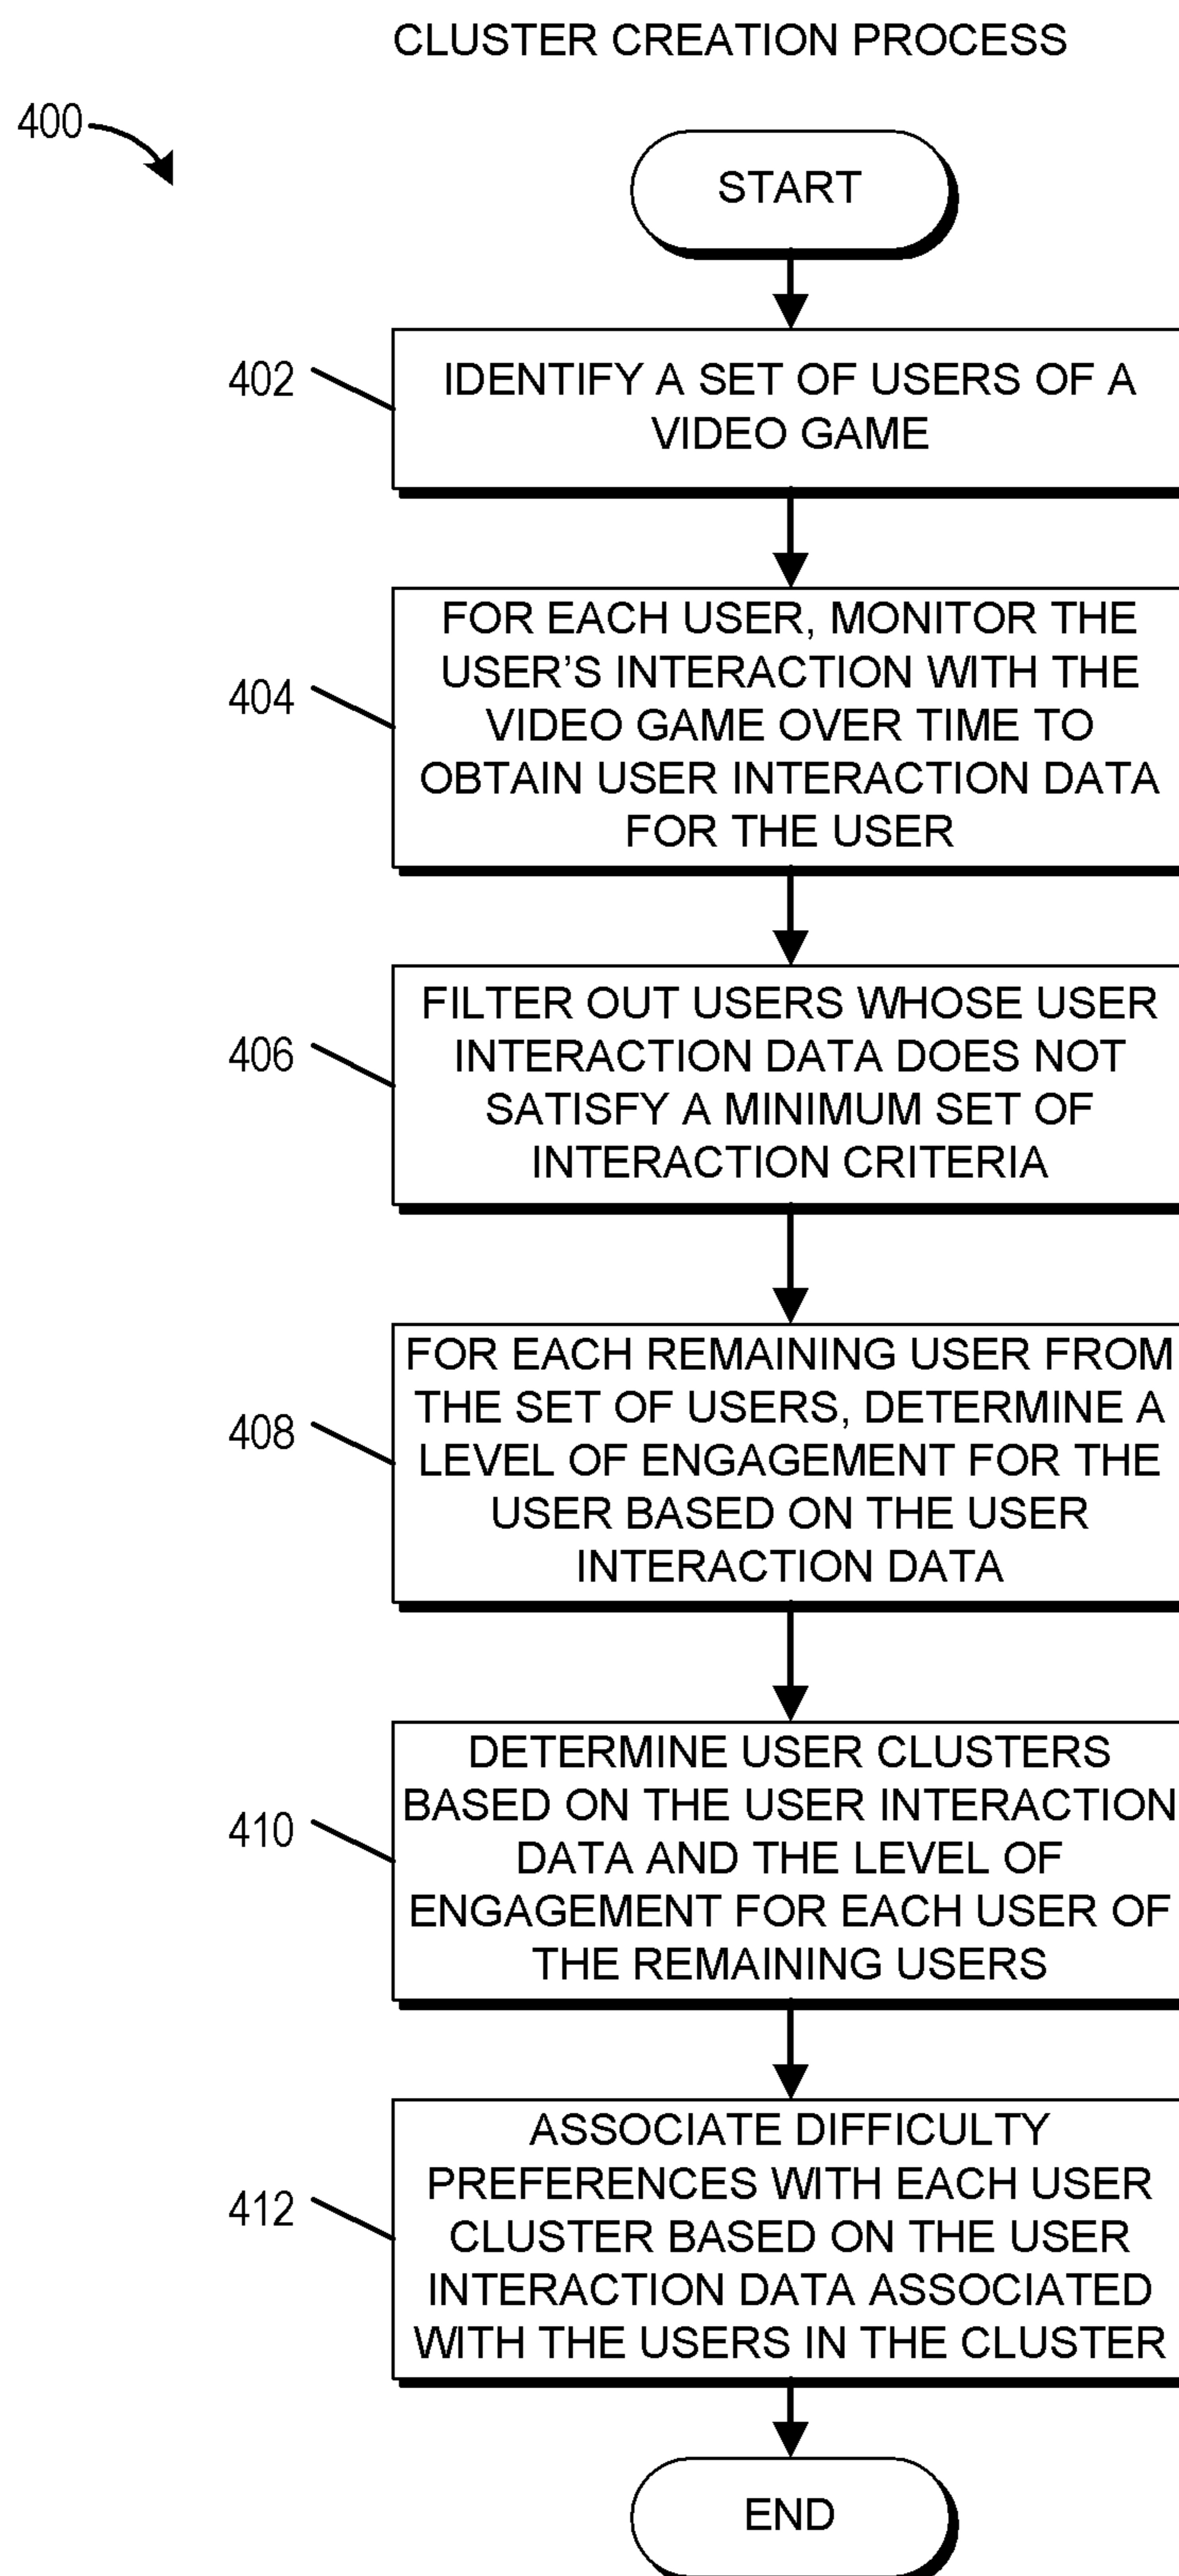 CLUSTER CREATION PROCESS
400
START
402
IDENTIFY A SET OF USERS OF A
VIDEO GAME
404
FOR EACH USER, MONITOR THE
USER'S INTERACTION WITH THE
VIDEO GAME OVER TIME TO
OBTAIN USER INTERACTION DATA
FOR THE USER
406
FILTER OUT USERS WHOSE USER
INTERACTION DATA DOES NOT
SATISFY A MINIMUM SET OF
INTERACTION CRITERIA
408
FOR EACH REMAINING USER FROM
THE SET OF USERS, DETERMINE A
LEVEL OF ENGAGEMENT FOR THE
USER BASED ON THE USER
INTERACTION DATA
410
DETERMINE USER CLUSTERS
BASED ON THE USER INTERACTION
DATA AND THE LEVEL OF
ENGAGEMENT FOR EACH USER OF
THE REMAINING USERS
412
ASSOCIATE DIFFICULTY
PREFERENCES WITH EACH USER
CLUSTER BASED ON THE USER
INTERACTION DATA ASSOCIATED
WITH THE USERS IN THE CLUSTER
END